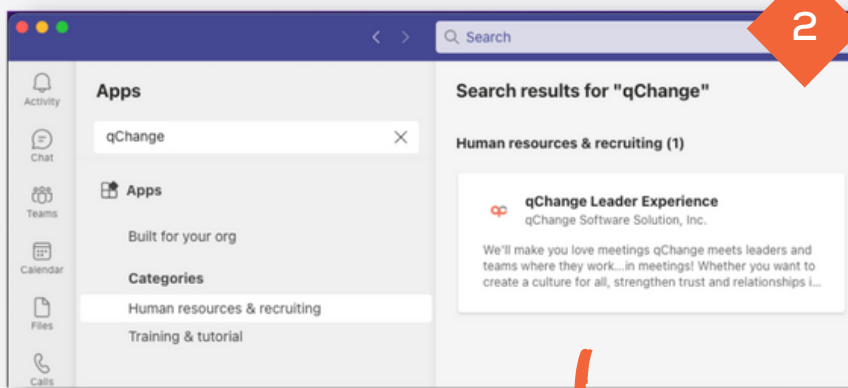 2
Search
Activity
Chat
Teams
Calendar
Files
Calls
Apps
qChange
Apps
Built for your org
Categories
Human resources & recruiting
Training & tutorial
Search results for "qChange"
Human resources & recruiting (1)
qChange Leader Experience
qChange Software Solution, Inc.
We'll make you love meetings qChange meets leaders and
teams where they work....in meetings! Whether you want to
create a culture for all, strengthen trust and relationships i...